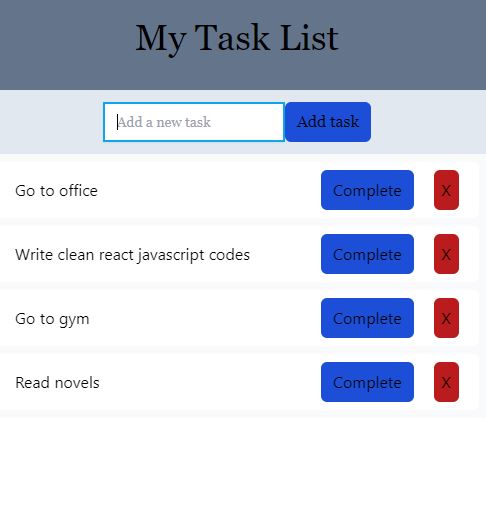 My Task List
Add a new task Add task
Go to office Complete X
Write clean react javascript codes Complete X
Go to gym Complete X
Read novels Complete X